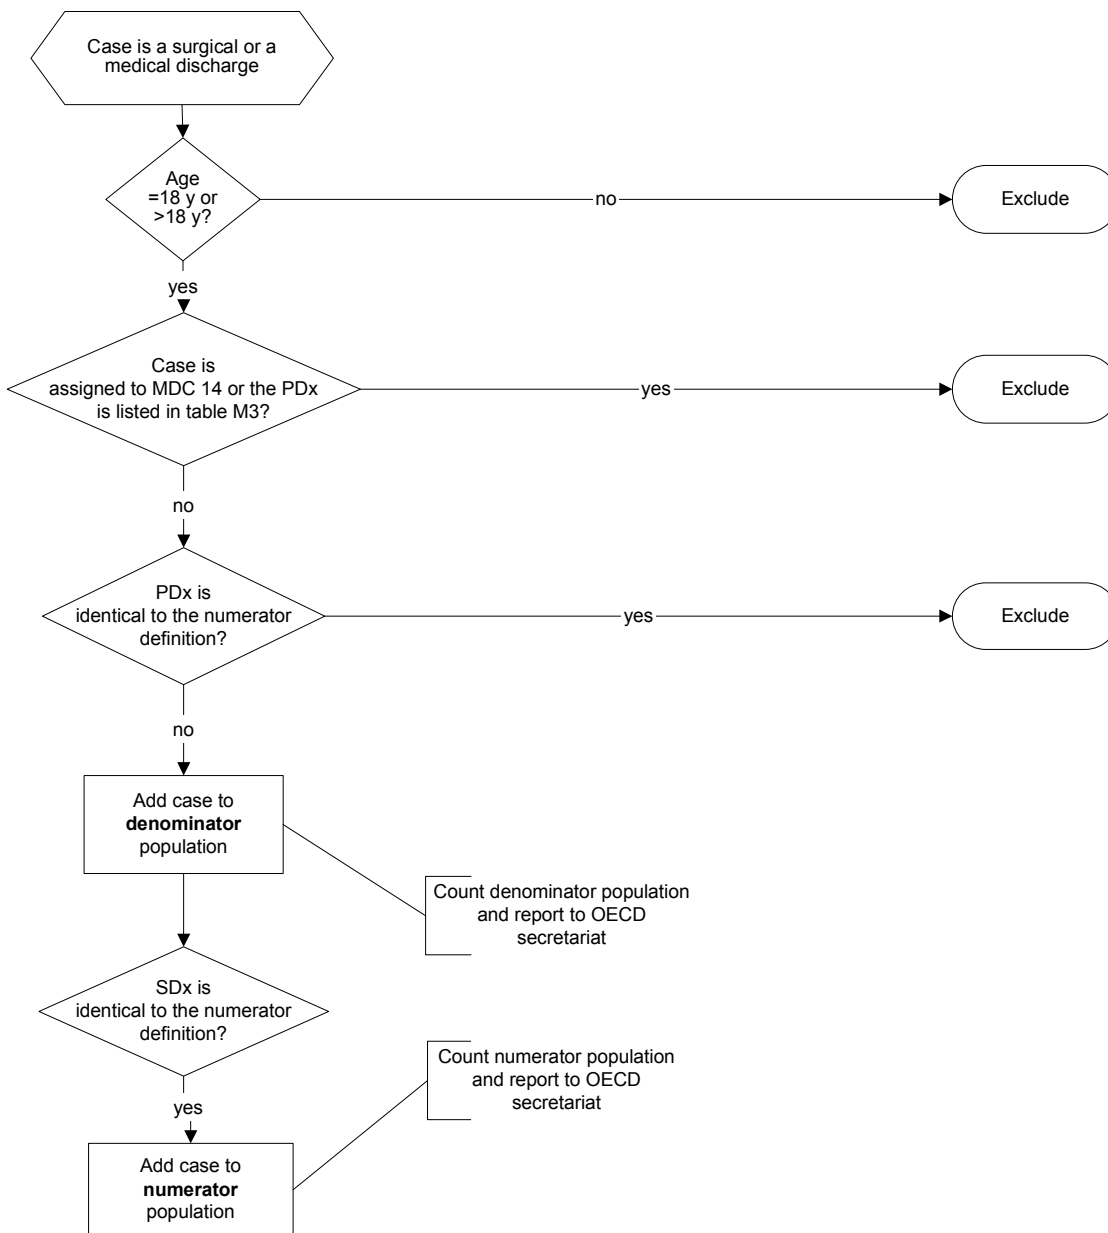 Case is a surgical or a
medical discharge
Age
=18 y or
>18 y?
no
Exclude
yes
Case is
assigned to MDC 14 or the PDx
is listed in table M3?
yes
Exclude
no
PDx is
identical to the numerator
definition?
yes
Exclude
no
Add case to
denominator
population
Count denominator population
and report to OECD
secretariat
SDx is
identical to the numerator
definition?
Count numerator population
and report to OECD
secretariat
yes
Add case to
numerator
population